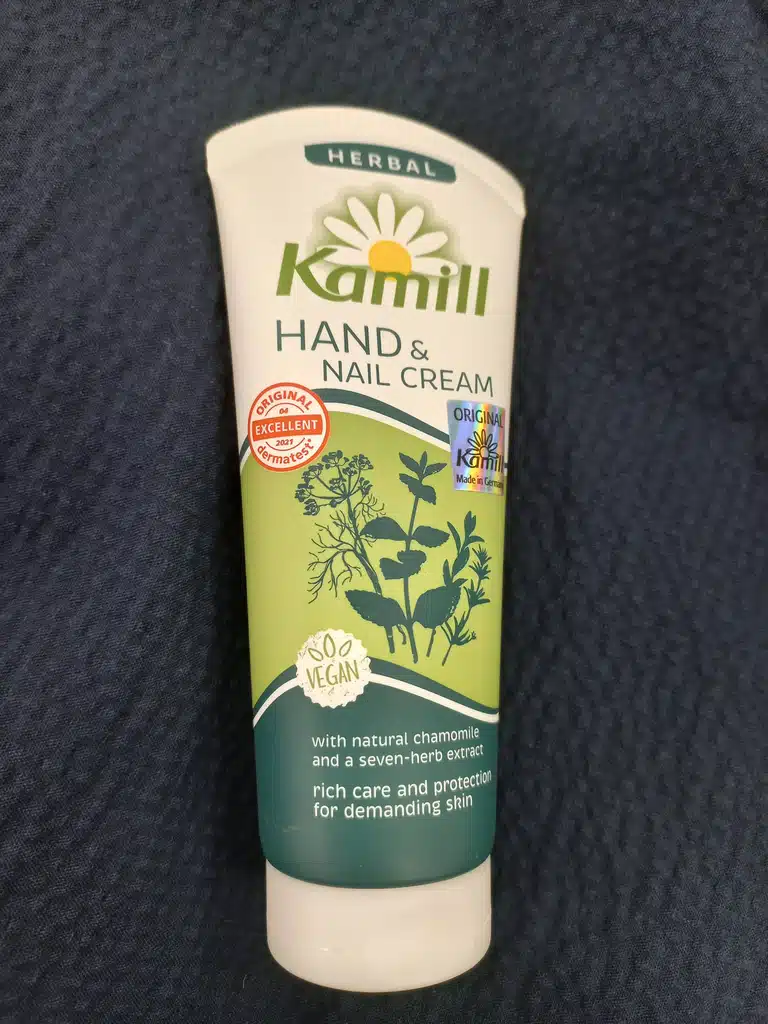 HERBAL
Kamill
HAND &
NAIL CREAM
ORIGINAL
04
EXCELLENT
2021
dermatest®
ORIGINAL
Kamill
Made in
VEGAN
with natural chamomile
and a seven-herb extract
rich care and protection
for demanding skin